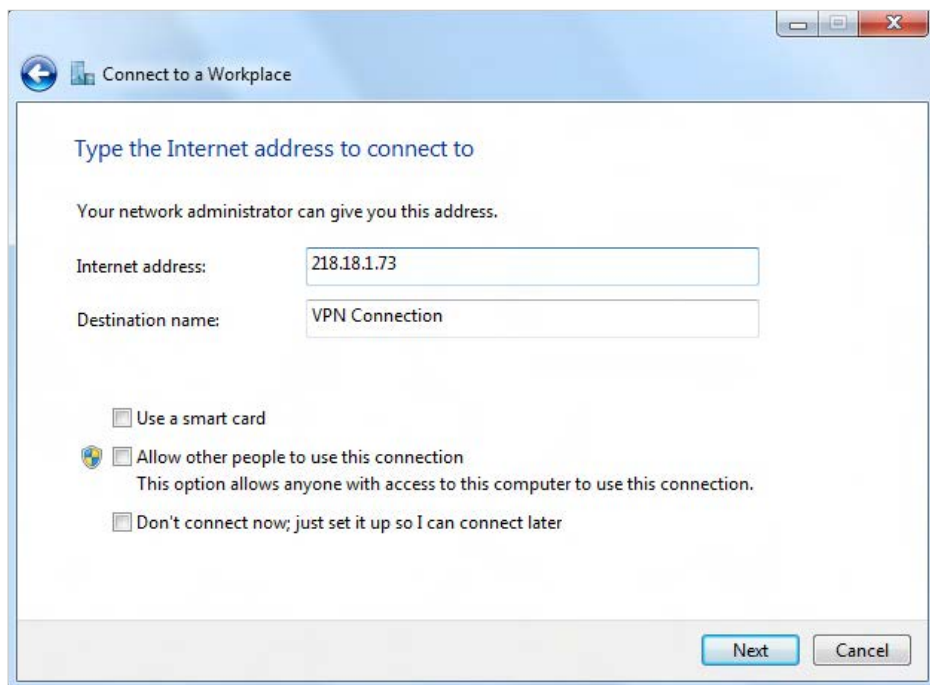 Connect to a Workplace
Type the Internet address to connect to
Your network administrator can give you this address.
Internet address: 218.18.1.73
Destination name: VPN Connection
Use a smart card
Allow other people to use this connection
This option allows anyone with access to this computer to use this connection.
Don't connect now; just set it up so I can connect later
Next Cancel